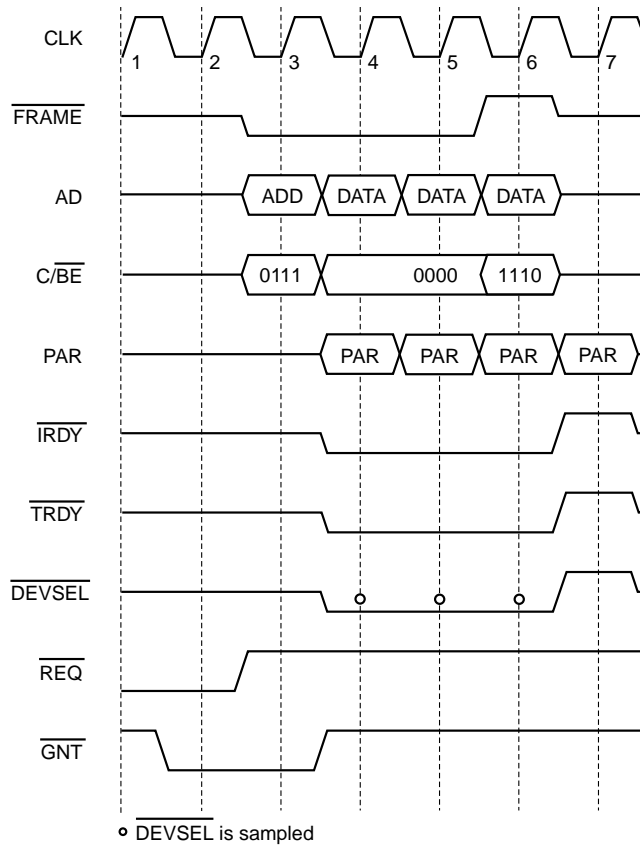 CLK
1 2 3 4 5 6 7
FRAME
AD ADD DATA DATA DATA
C/BE 0111 0000 1110
PAR PAR PAR PAR PAR
IRDY
TRDY
DEVSEL
REQ
GNT
DEVSEL is sampled